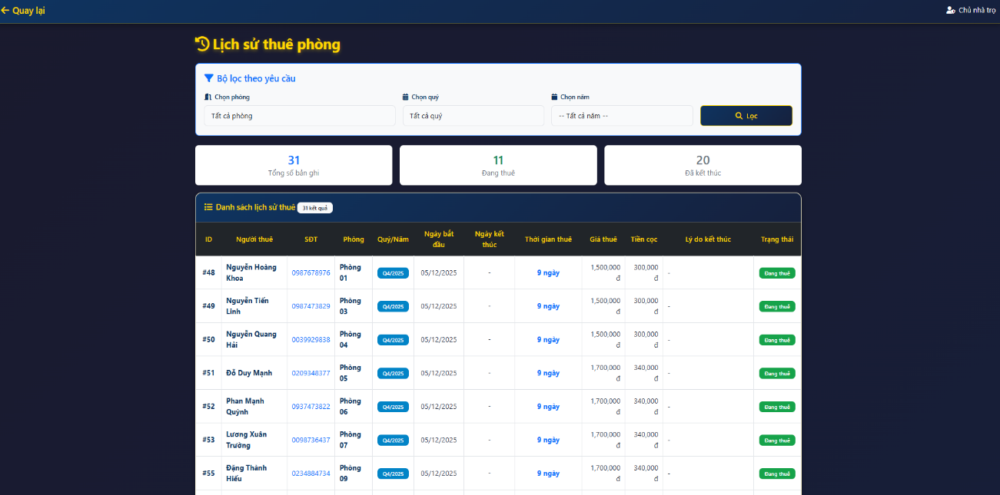 Quay lại
Chủ nhà trọ
Lịch sử thuê phòng
Bộ lọc theo yêu cầu
Chọn phòng
Chọn quý
Chọn năm
Tất cả phòng
Tất cả quý
-- Tất cả năm --
Lọc
31
Tổng số bản ghi
11
Đang thuê
20
Đã kết thúc
Danh sách lịch sử thuê 31 kết quả
ID Người thuê SĐT Phòng Quý/Năm Ngày bắt đầu Ngày kết thúc Thời gian thuê Giá thuê Tiền cọc Lý do kết thúc Trạng thái
#48 Nguyễn Hoàng Khoa 0987678976 Phòng 01 Q4/2025 05/12/2025 - 9 ngày 1,500,000 đ 300,000 đ - Đang thuê
#49 Nguyễn Tiến Linh 0987473829 Phòng 03 Q4/2025 05/12/2025 - 9 ngày 1,500,000 đ 300,000 đ - Đang thuê
#50 Nguyễn Quang Hải 0039929838 Phòng 04 Q4/2025 05/12/2025 - 9 ngày 1,500,000 đ 300,000 đ - Đang thuê
#51 Đỗ Duy Mạnh 0209348377 Phòng 05 Q4/2025 05/12/2025 - 9 ngày 1,700,000 đ 340,000 đ - Đang thuê
#52 Phan Mạnh Quỳnh 0937473822 Phòng 06 Q4/2025 05/12/2025 - 9 ngày 1,700,000 đ 340,000 đ - Đang thuê
#53 Lương Xuân Trường 0098736437 Phòng 07 Q4/2025 05/12/2025 - 9 ngày 1,700,000 đ 340,000 đ - Đang thuê
#55 Đặng Thành Hiếu 0234884734 Phòng 09 Q4/2025 05/12/2025 - 9 ngày 1,700,000 đ 340,000 đ - Đang thuê